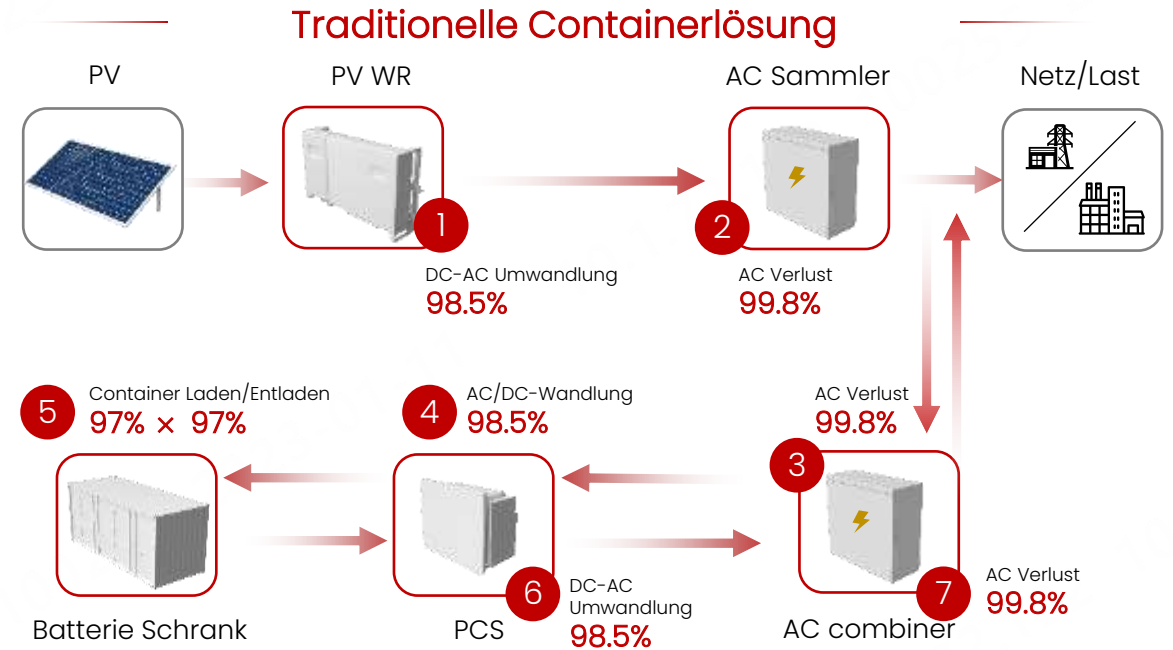 Traditionelle Containerlösung
PV
PV WR
AC Sammler
Netz/Last
1
2
DC-AC Umwandlung
98.5%
AC Verlust
99.8%
5
Container Laden/Entladen
97% × 97%
4
AC/DC-Wandlung
98.5%
AC Verlust
99.8%
3
6
DC-AC
Umwandlung
98.5%
7
AC Verlust
99.8%
Batterie Schrank
PCS
AC combiner